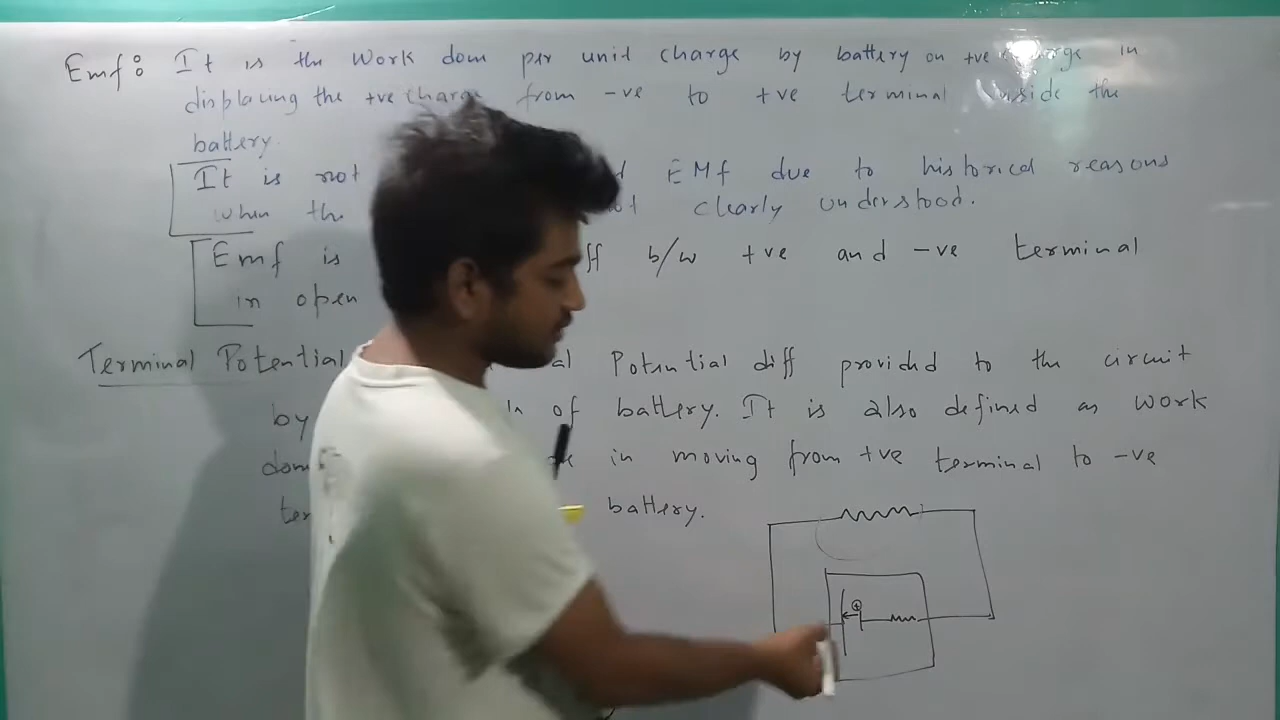 Emf: It is the Work done per unit charge by battery on +ve charge in
displacing the +ve charge from -ve to +ve terminal inside the
battery
It is not EMf due to historical reasons
when the clearly understood.
Emf is b/w +ve and -ve terminal
in open
Terminal Potential Potential diff provided to the circuit
by of battery. It is also defined as work
in moving from +ve terminal to -ve
battery.
+